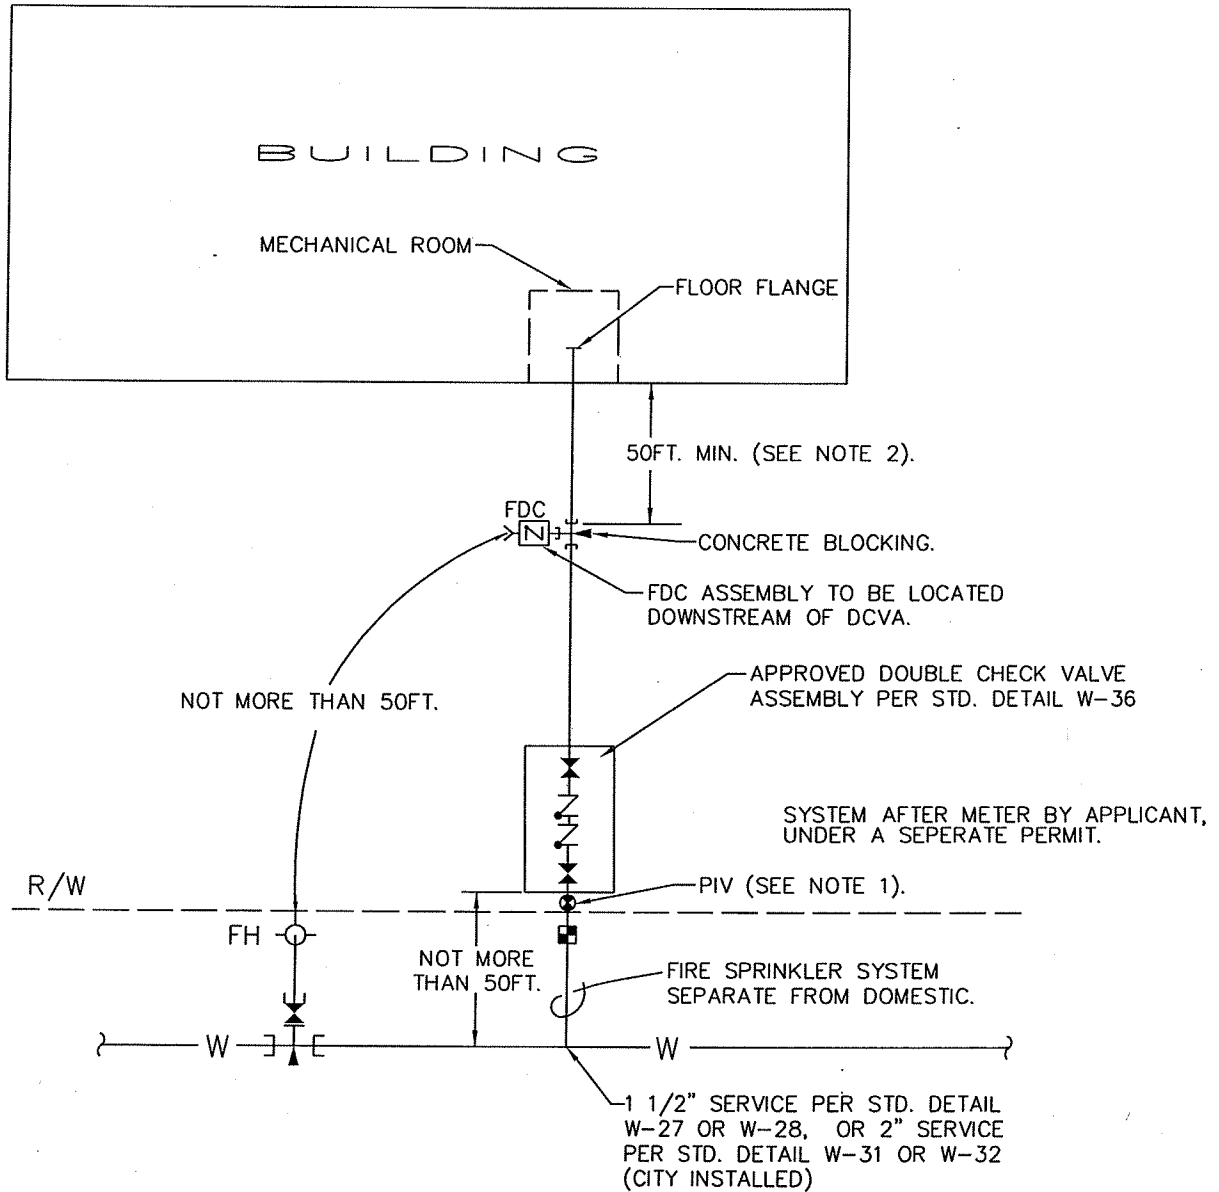 BUILDING
MECHANICAL ROOM
FLOOR FLANGE
50FT. MIN. (SEE NOTE 2).
FDC
CONCRETE BLOCKING.
FDC ASSEMBLY TO BE LOCATED
DOWNSTREAM OF DCVA.
APPROVED DOUBLE CHECK VALVE
ASSEMBLY PER STD. DETAIL W-36
NOT MORE THAN 50FT.
SYSTEM AFTER METER BY APPLICANT,
UNDER A SEPERATE PERMIT.
R/W
PIV (SEE NOTE 1).
FH
NOT MORE
THAN 50FT.
FIRE SPRINKLER SYSTEM
SEPARATE FROM DOMESTIC.
W
W
1 1/2" SERVICE PER STD. DETAIL
W-27 OR W-28, OR 2" SERVICE
PER STD. DETAIL W-31 OR W-32
(CITY INSTALLED)